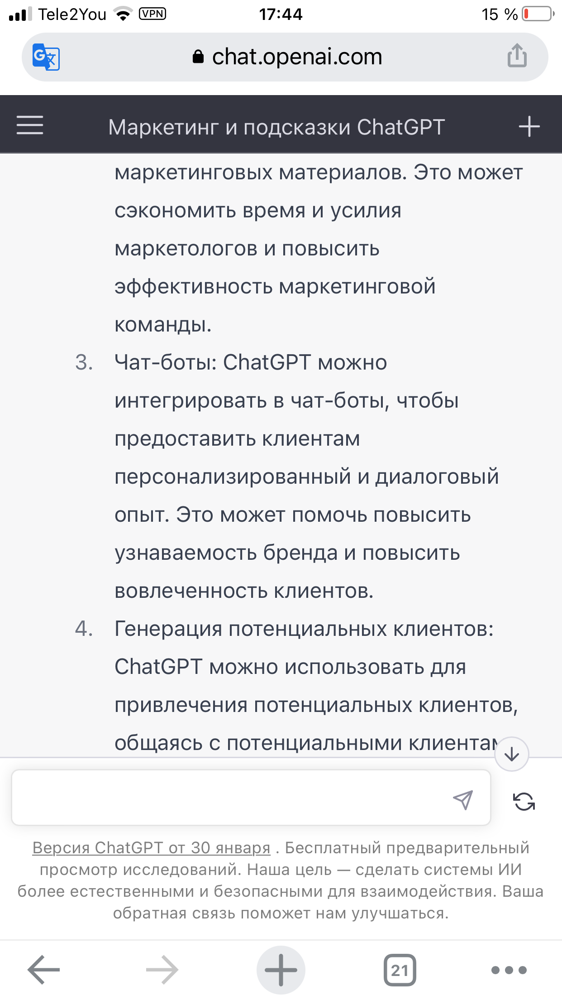 Tele2You VPN 17:44 15 %
chat.openai.com
Маркетинг и подсказки ChatGPT
маркетинговых материалов. Это может
сэкономить время и усилия
маркетологов и повысить
эффективность маркетинговой
команды.
3. Чат-боты: ChatGPT можно
интегрировать в чат-боты, чтобы
предоставить клиентам
персонализированный и диалоговый
опыт. Это может помочь повысить
узнаваемость бренда и повысить
вовлеченность клиентов.
4. Генерация потенциальных клиентов:
ChatGPT можно использовать для
привлечения потенциальных клиентов,
общаясь с потенциальными
Версия ChatGPT от 30 января . Бесплатный предварительный
просмотр исследований. Наша цель — сделать системы ИИ
более естественными и безопасными для взаимодействия. Ваша
обратная связь поможет нам улучшаться.
21